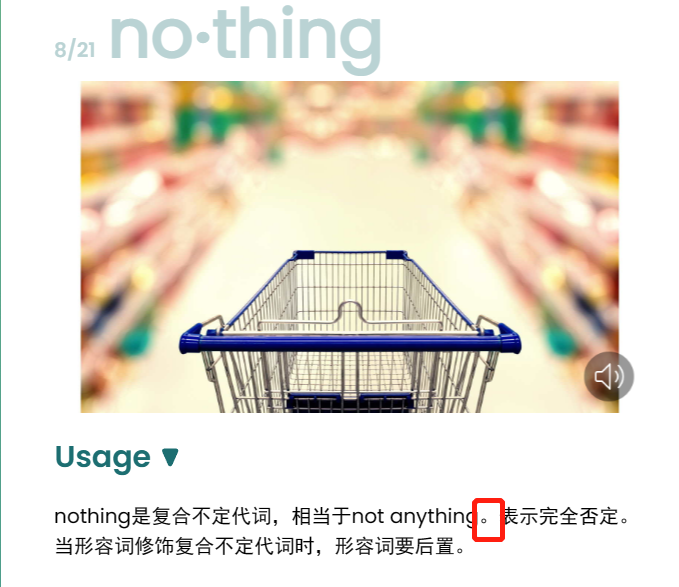 8/21 no·thing
Usage
nothing是复合不定代词，相当于not anything。表示完全否定。
当形容词修饰复合不定代词时，形容词要后置。